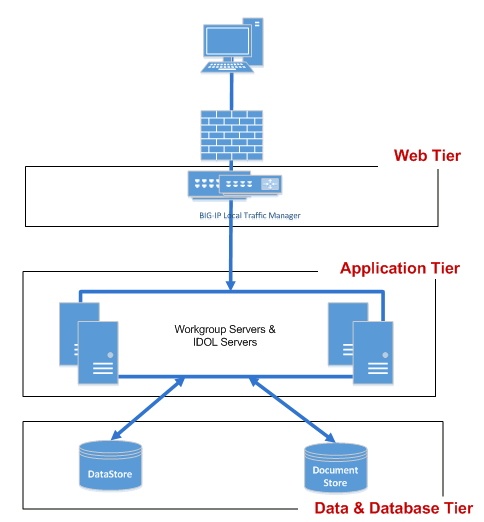 Web Tier
BIG-IP Local Traffic Manager
Application Tier
Workgroup Servers &
IDOL Servers
DataStore
Document
Store
Data & Database Tier